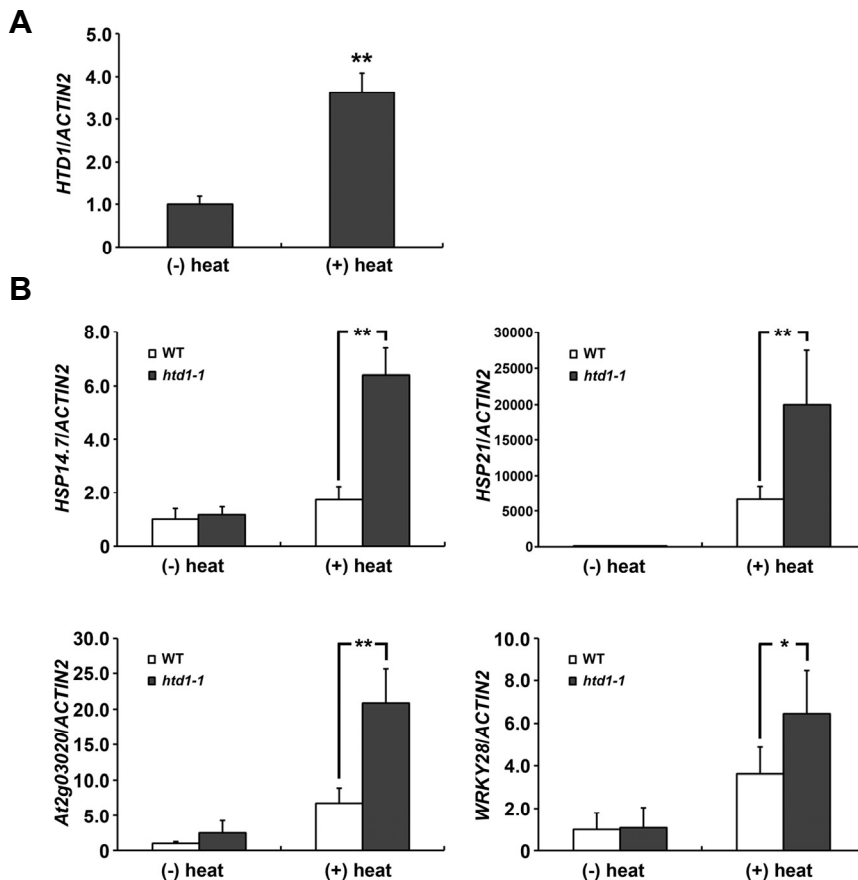 A
HTD1/ACTIN2
5.0
4.0
3.0
2.0
1.0
0
**
(-) heat
(+) heat
B
HSP14.7/ACTIN2
8.0
6.0
4.0
2.0
0
WT
htd1-1
**
(-) heat
(+) heat
HSP21/ACTIN2
30000
25000
20000
15000
10000
5000
0
WT
htd1-1
**
(-) heat
(+) heat
At2g03020/ACTIN2
30.0
25.0
20.0
15.0
10.0
5.0
0
WT
htd1-1
**
(-) heat
(+) heat
WRKY28/ACTIN2
10.0
8.0
6.0
4.0
2.0
0
WT
htd1-1
*
(-) heat
(+) heat